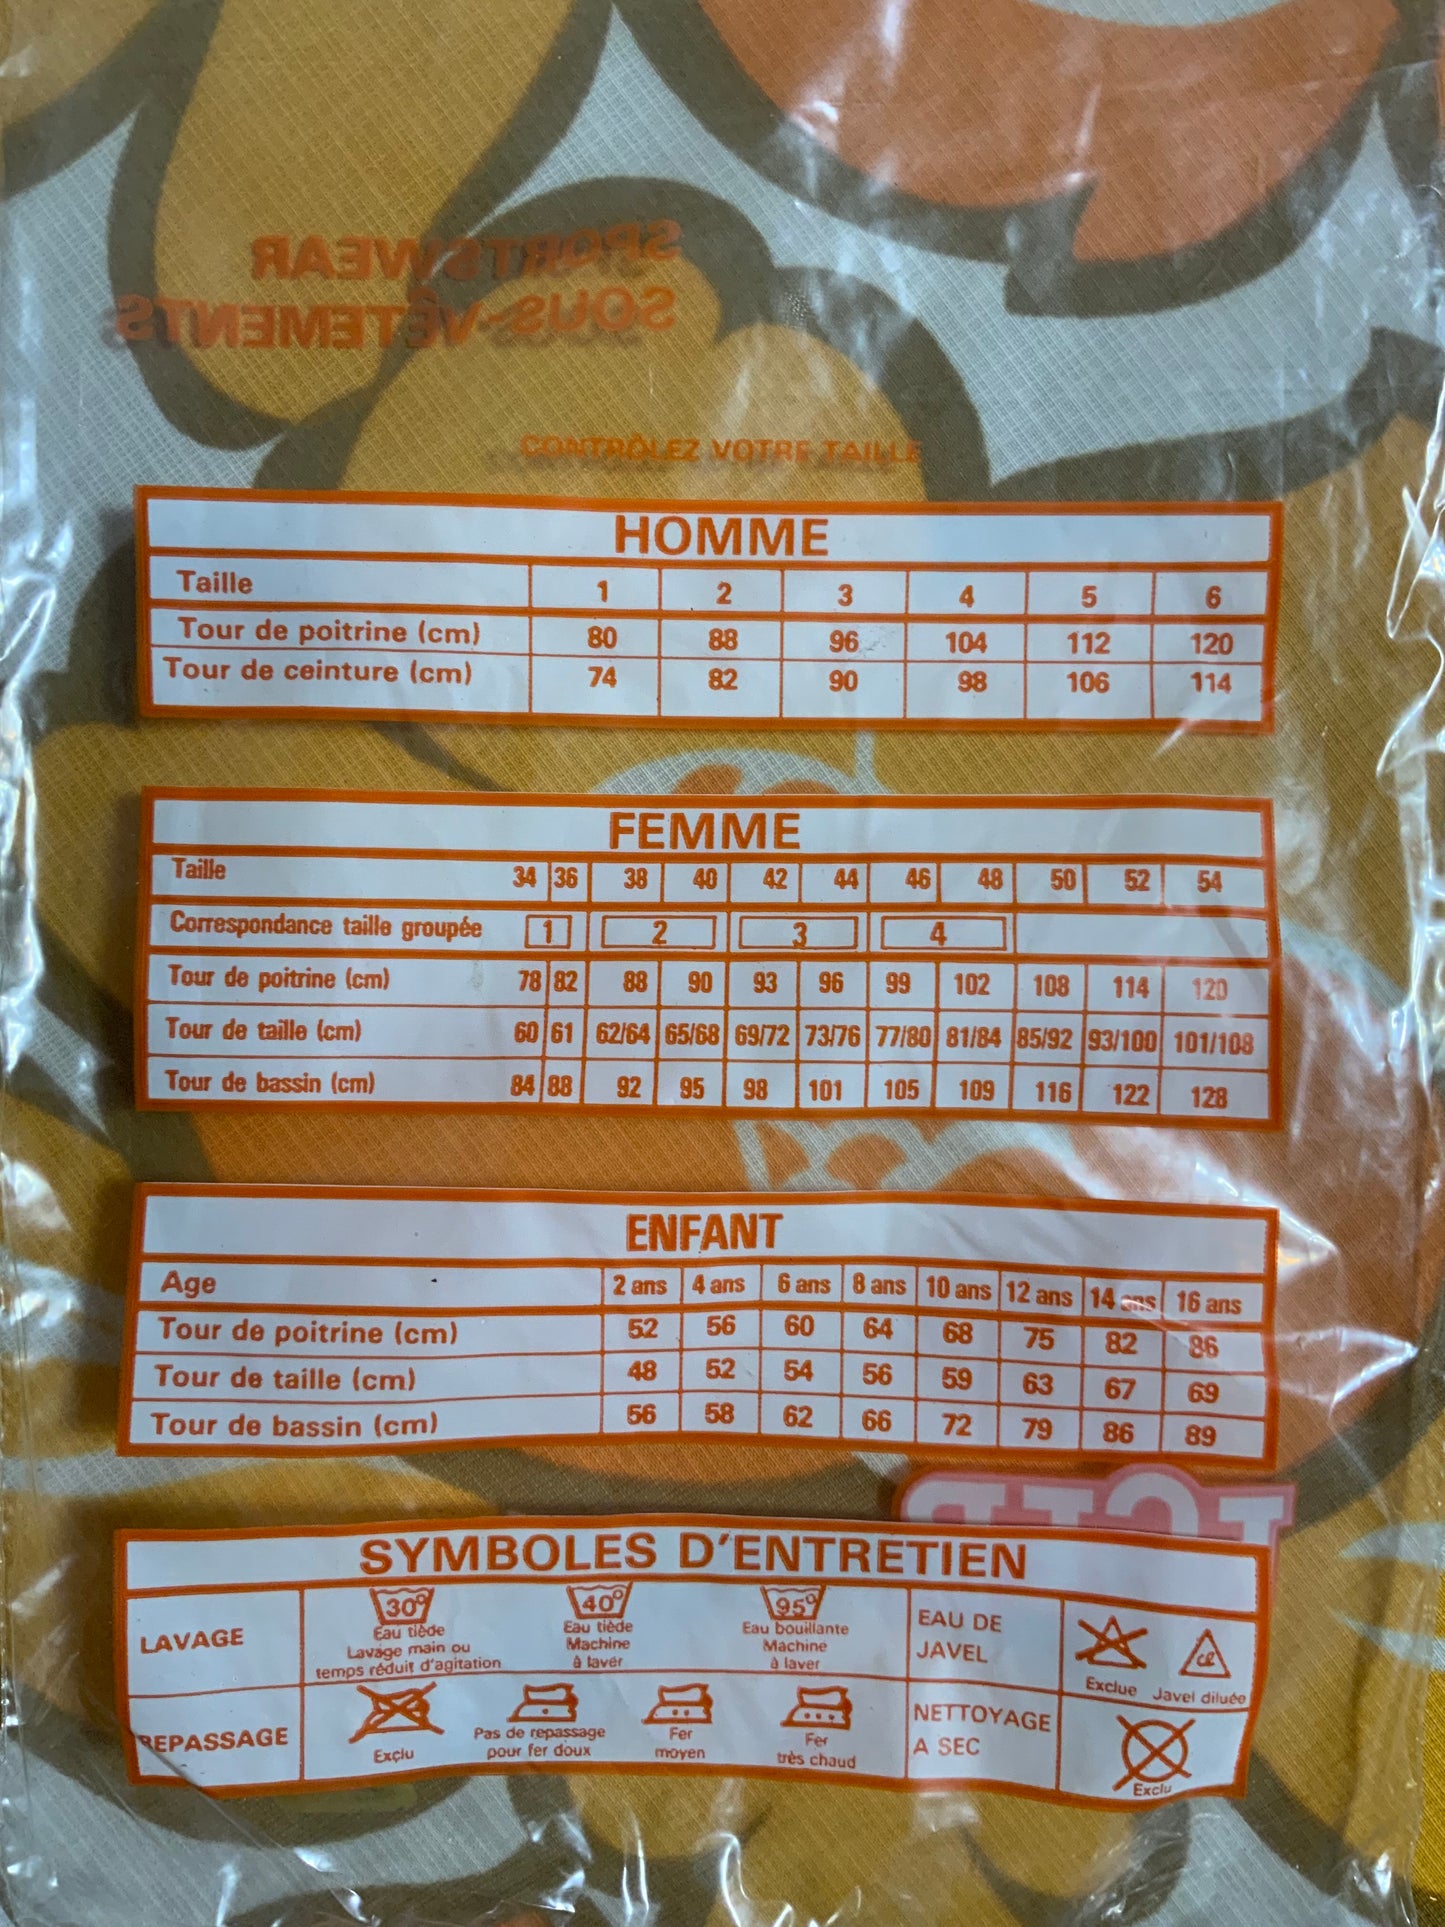 SPORTSWEAR
SOUS-VÊTEMENTS
CONTRÔLEZ VOTRE TAILLE
HOMME
Taille 1 2 3 4 5 6
Tour de poitrine (cm) 80 88 96 104 112 120
Tour de ceinture (cm) 74 82 90 98 106 114
FEMME
Taille 34 36 38 40 42 44 46 48 50 52 54
Correspondance taille groupée 1 2 3 4
Tour de poitrine (cm) 78 82 88 90 93 96 99 102 108 114 120
Tour de taille (cm) 60 61 62/64 65/68 69/72 73/76 77/80 81/84 85/92 93/100 101/108
Tour de bassin (cm) 84 88 92 95 98 101 105 109 116 122 128
ENFANT
Age 2 ans 4 ans 6 ans 8 ans 10 ans 12 ans 14 ans 16 ans
Tour de poitrine (cm) 52 56 60 64 68 75 82 86
Tour de taille (cm) 48 52 54 56 59 63 67 69
Tour de bassin (cm) 56 58 62 66 72 79 86 89
SYMBOLES D'ENTRETIEN
LAVAGE
30°
Eau tiède
Lavage main ou
temps réduit d'agitation
40°
Eau tiède
Machine
à laver
95°
Eau bouillante
Machine
à laver
EAU DE
JAVEL
Exclue
cl
Javel diluée
REPASSAGE
Exclu
Pas de repassage
pour fer doux
Fer
moyen
Fer
très chaud
NETTOYAGE
A SEC
Exclu